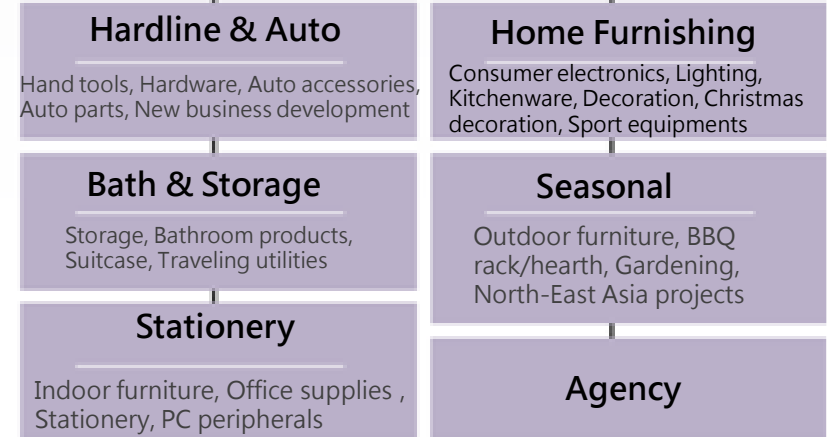 Hardline & Auto
Hand tools, Hardware, Auto accessories,
Auto parts, New business development
Bath & Storage
Storage, Bathroom products,
Suitcase, Traveling utilities
Stationery
Indoor furniture, Office supplies ,
Stationery, PC peripherals
Home Furnishing
Consumer electronics, Lighting,
Kitchenware, Decoration, Christmas
decoration, Sport equipments
Seasonal
Outdoor furniture, BBQ
rack/hearth, Gardening,
North-East Asia projects
Agency